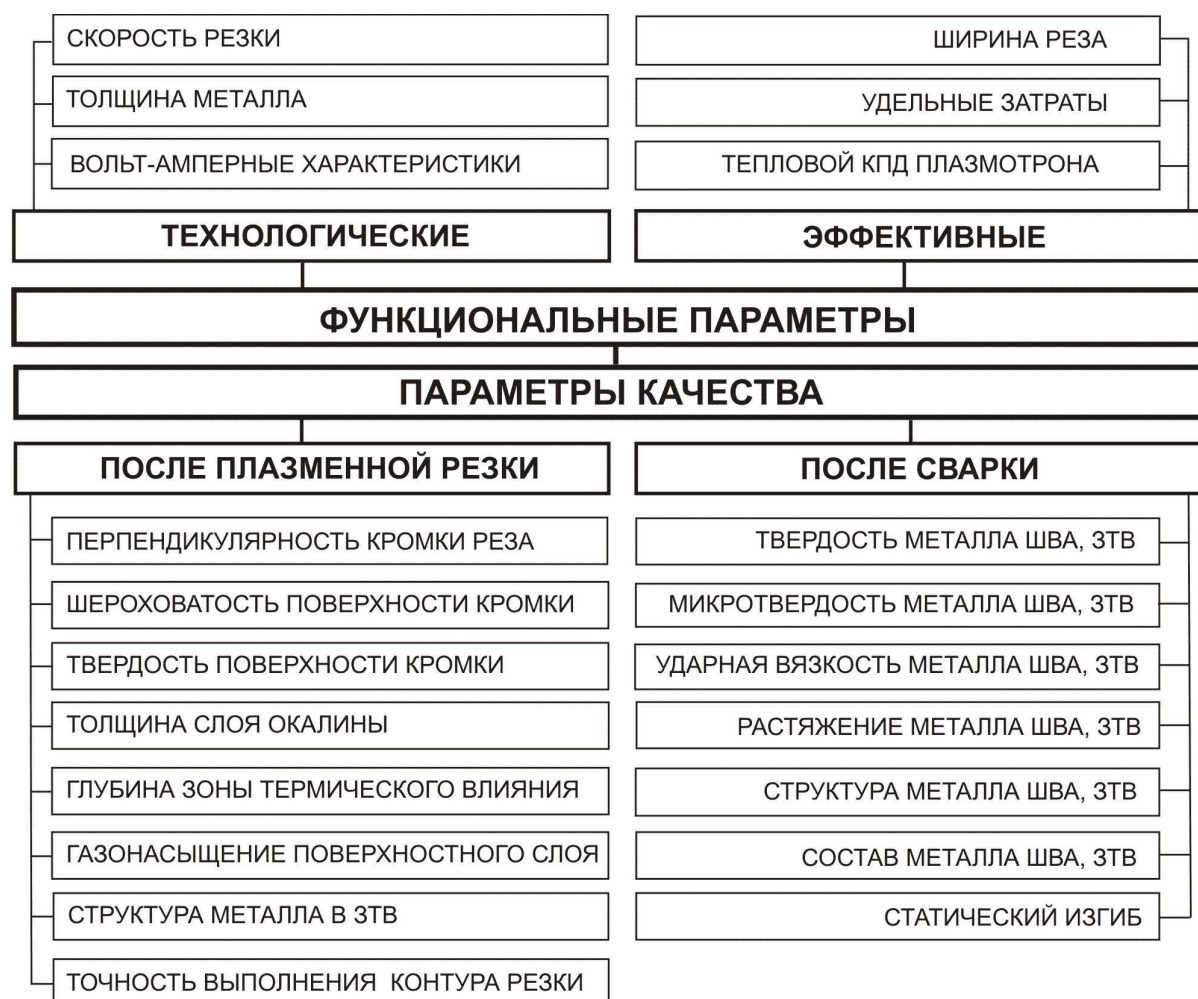 СКОРОСТЬ РЕЗКИ
ШИРИНА РЕЗА
ТОЛЩИНА МЕТАЛЛА
УДЕЛЬНЫЕ ЗАТРАТЫ
ВОЛЬТ-АМПЕРНЫЕ ХАРАКТЕРИСТИКИ
ТЕПЛОВОЙ КПД ПЛАЗМОТРОНА
ТЕХНОЛОГИЧЕСКИЕ
ЭФФЕКТИВНЫЕ
ФУНКЦИОНАЛЬНЫЕ ПАРАМЕТРЫ
ПАРАМЕТРЫ КАЧЕСТВА
ПОСЛЕ ПЛАЗМЕННОЙ РЕЗКИ
ПОСЛЕ СВАРКИ
ПЕРПЕНДИКУЛЯРНОСТЬ КРОМКИ РЕЗА
ТВЕРДОСТЬ МЕТАЛЛА ШВА, ЗТВ
ШЕРОХОВАТОСТЬ ПОВЕРХНОСТИ КРОМКИ
МИКРОТВЕРДОСТЬ МЕТАЛЛА ШВА, ЗТВ
ТВЕРДОСТЬ ПОВЕРХНОСТИ КРОМКИ
УДАРНАЯ ВЯЗКОСТЬ МЕТАЛЛА ШВА, ЗТВ
ТОЛЩИНА СЛОЯ ОКАЛИНЫ
РАСТЯЖЕНИЕ МЕТАЛЛА ШВА, ЗТВ
ГЛУБИНА ЗОНЫ ТЕРМИЧЕСКОГО ВЛИЯНИЯ
СТРУКТУРА МЕТАЛЛА ШВА, ЗТВ
ГАЗОНАСЫЩЕНИЕ ПОВЕРХНОСТНОГО СЛОЯ
СОСТАВ МЕТАЛЛА ШВА, ЗТВ
СТРУКТУРА МЕТАЛЛА В ЗТВ
СТАТИЧЕСКИЙ ИЗГИБ
ТОЧНОСТЬ ВЫПОЛНЕНИЯ КОНТУРА РЕЗКИ